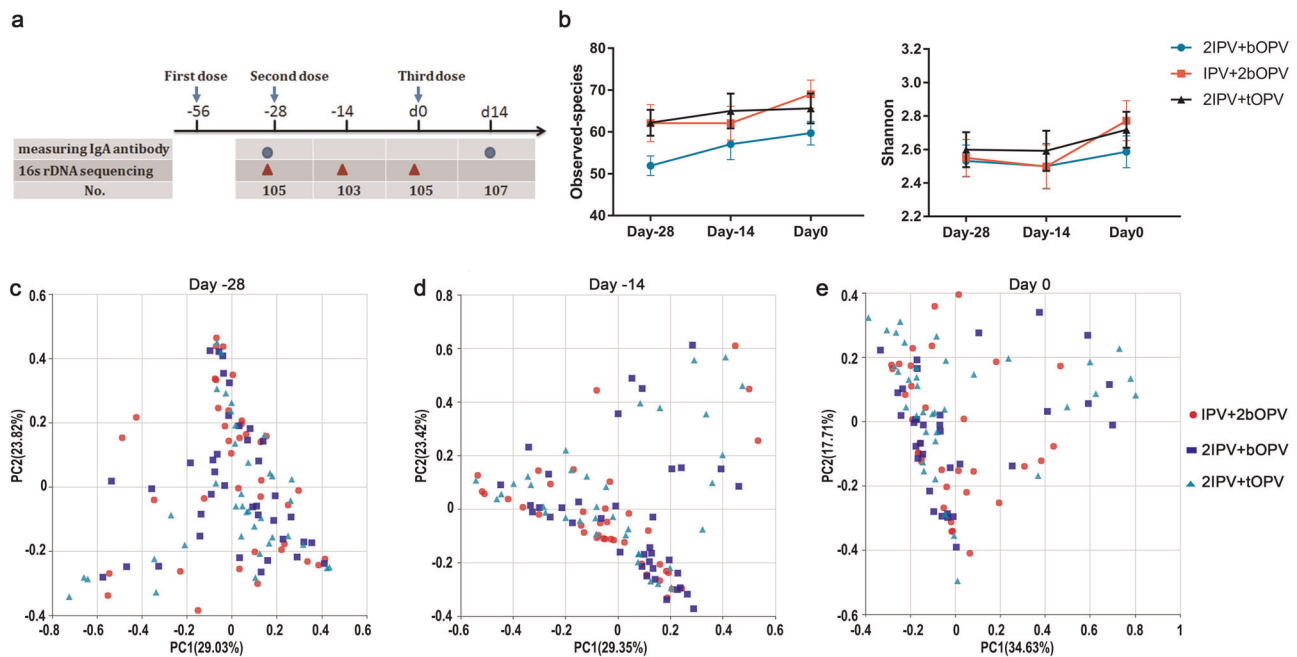 a
First dose Second dose Third dose
-56 -28 -14 d0 d14
measuring IgA antibody
16s rDNA sequencing
No. 105 103 105 107
b
Observed-species
80
70
60
50
40
Day-28 Day-14 Day0
Shannon
3.2
3.0
2.8
2.6
2.4
2.2
Day-28 Day-14 Day0
2IPV+bOPV
IPV+2bOPV
2IPV+tOPV
c
Day -28
PC2(23.82%)
0.6
0.4
0.2
0
-0.2
-0.4
-0.8 -0.6 -0.4 -0.2 0 0.2 0.4 0.6
PC1(29.03%)
d
Day -14
PC2(23.42%)
0.8
0.6
0.4
0.2
0
-0.2
-0.4
-0.6 -0.4 -0.2 0 0.2 0.4 0.6
PC1(29.35%)
e
Day 0
PC2(17.71%)
0.4
0.2
0
-0.2
-0.4
-0.6
-0.4 -0.2 0 0.2 0.4 0.6 0.8 1
PC1(34.63%)
IPV+2bOPV
2IPV+bOPV
2IPV+tOPV